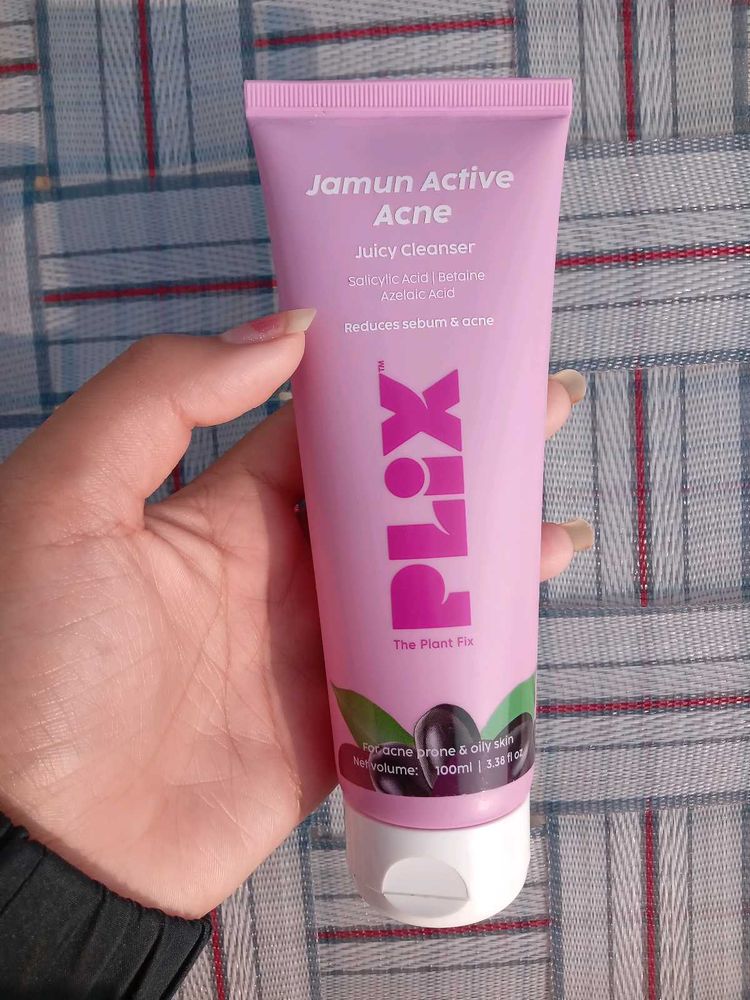 Jamun Active
Acne
Juicy Cleanser
Salicylic Acid | Betaine
Azelaic Acid
Reduces sebum & acne
PLiX™
The Plant Fix
For acne prone & oily skin
Net volume: 100ml | 3.38 fl oz